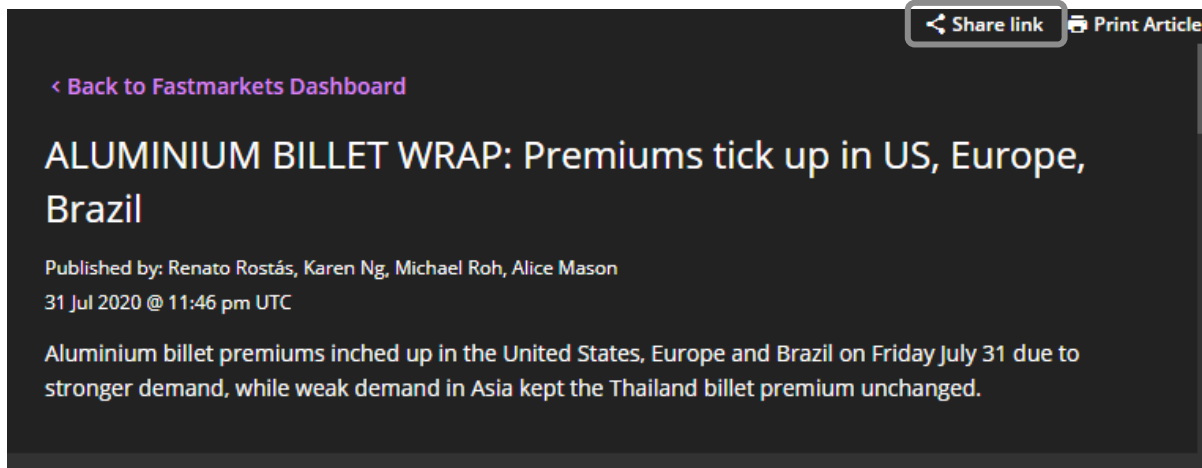 Share link Print Article
< Back to Fastmarkets Dashboard
ALUMINIUM BILLET WRAP: Premiums tick up in US, Europe,
Brazil
Published by: Renato Rostás, Karen Ng, Michael Roh, Alice Mason
31 Jul 2020 @ 11:46 pm UTC
Aluminium billet premiums inched up in the United States, Europe and Brazil on Friday July 31 due to
stronger demand, while weak demand in Asia kept the Thailand billet premium unchanged.